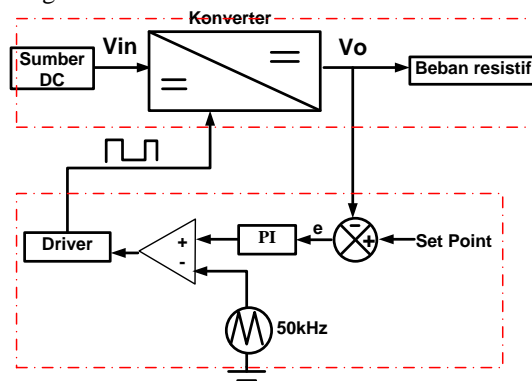 Konverter
Sumber
DC
Vin
Vo
Beban resistif
Driver
+
-
PI
e
−
+
Set Point
50kHz